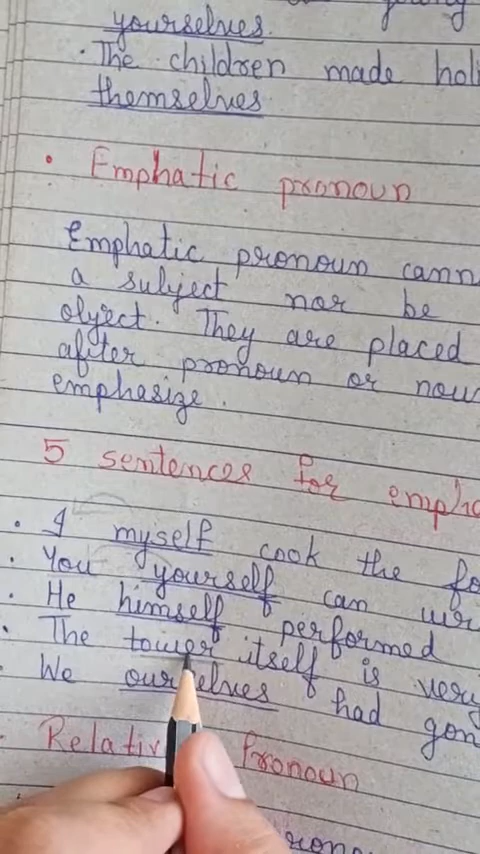 yourselves.
· The children made holi
themselves
• Emphatic pronoun
Emphatic pronoun cann
a subject nor be
object. They are placed
after pronoun or nou
emphasize.
5 sentences for empha
· I myself cook the fo
· You yourself can wr
· He himself performed
· The tower itself is very
· We ourselves had gon
Relativ Pronoun